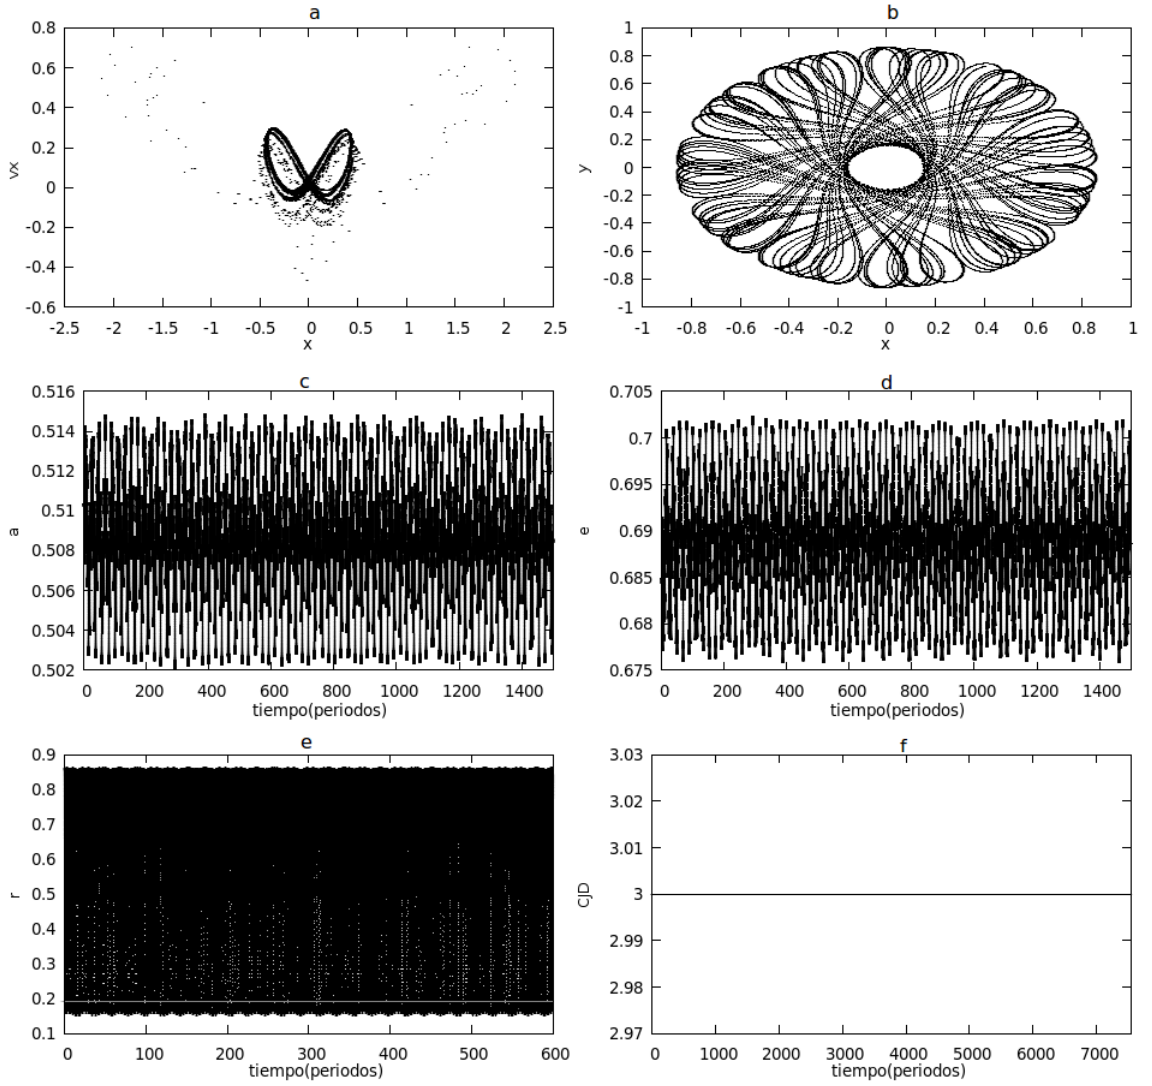 a
0.8
0.6
0.4
0.2
0
-0.2
-0.4
-0.6
vx
-2.5 -2 -1.5 -1 -0.5 0 0.5 1 1.5 2 2.5
x
b
1
0.8
0.6
0.4
0.2
0
-0.2
-0.4
-0.6
-0.8
-1
y
-1 -0.8 -0.6 -0.4 -0.2 0 0.2 0.4 0.6 0.8 1
x
c
0.516
0.514
0.512
0.51
0.508
0.506
0.504
0.502
a
0 200 400 600 800 1000 1200 1400
tiempo(periodos)
d
0.705
0.7
0.695
0.69
0.685
0.68
0.675
e
0 200 400 600 800 1000 1200 1400
tiempo(periodos)
e
0.9
0.8
0.7
0.6
0.5
0.4
0.3
0.2
0.1
r
0 100 200 300 400 500 600
tiempo(periodos)
f
3.03
3.02
3.01
3
2.99
2.98
2.97
CJD
0 1000 2000 3000 4000 5000 6000 7000
tiempo(periodos)